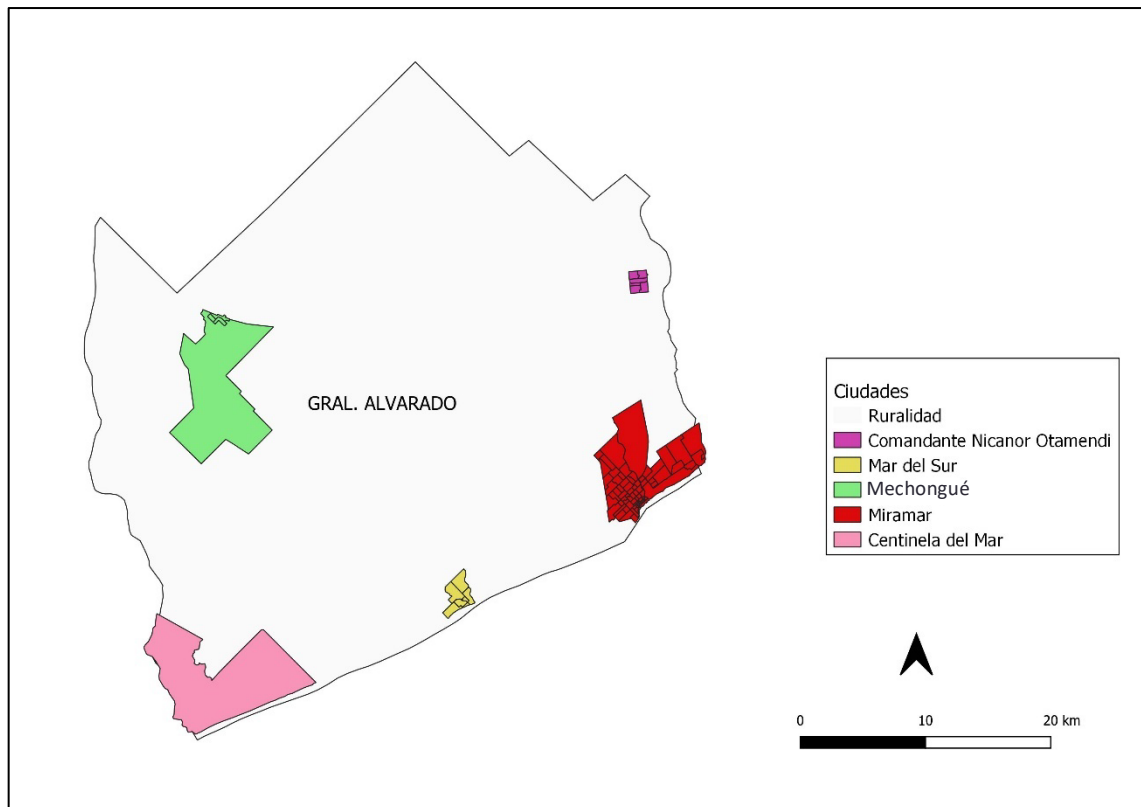 GRAL. ALVARADO
Ciudades
Ruralidad
Comandante Nicanor Otamendi
Mar del Sur
Mechongué
Miramar
Centinela del Mar
0 10 20 km